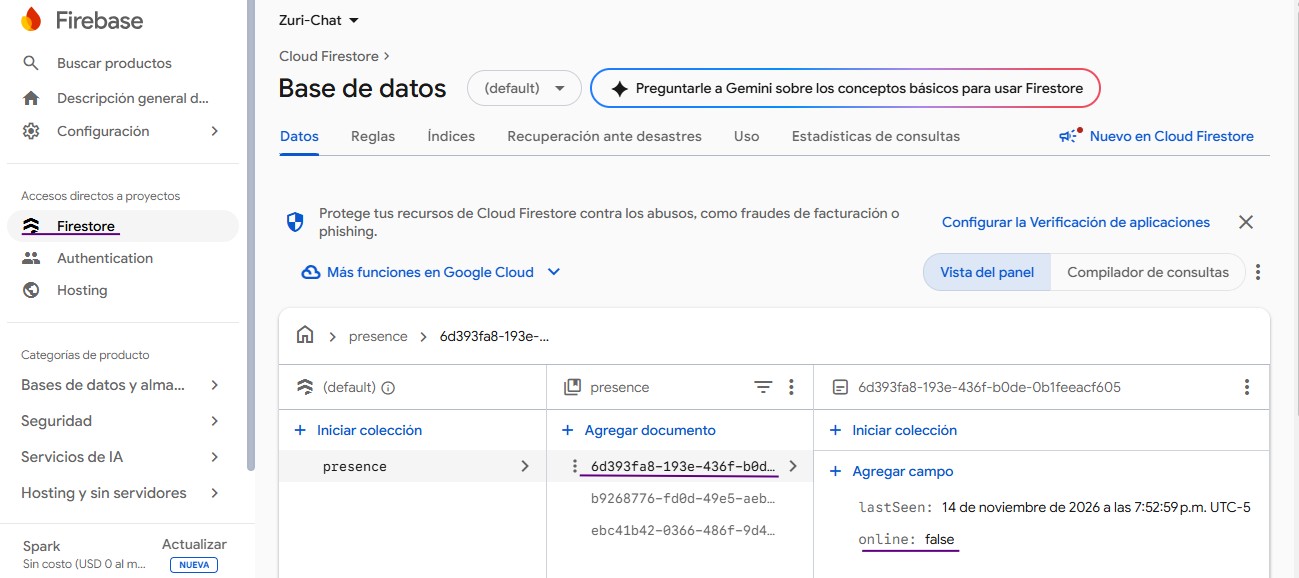 Firebase
Buscar productos
Descripción general d...
Configuración
Accesos directos a proyectos
Firestore
Authentication
Hosting
Categorías de producto
Bases de datos y alma...
Seguridad
Servicios de IA
Hosting y sin servidores
Spark
Sin costo (USD 0 al m...
Actualizar
NUEVA
Zuri-Chat
Cloud Firestore
Base de datos
(default)
Preguntarle a Gemini sobre los conceptos básicos para usar Firestore
Datos Reglas Índices Recuperación ante desastres Uso Estadísticas de consultas Nuevo en Cloud Firestore
Protege tus recursos de Cloud Firestore contra los abusos, como fraudes de facturación o
phishing.
Configurar la Verificación de aplicaciones
Más funciones en Google Cloud
Vista del panel Compilador de consultas
presence 6d393fa8-193e-...
(default)
Iniciar colección
presence
presence
Agregar documento
6d393fa8-193e-436f-b0d...
b9268776-fd0d-49e5-aeb...
ebc41b42-0366-486f-9d4...
6d393fa8-193e-436f-b0de-0b1feeacf605
Iniciar colección
Agregar campo
lastSeen: 14 de noviembre de 2026 a las 7:52:59 p.m. UTC-5
online: false